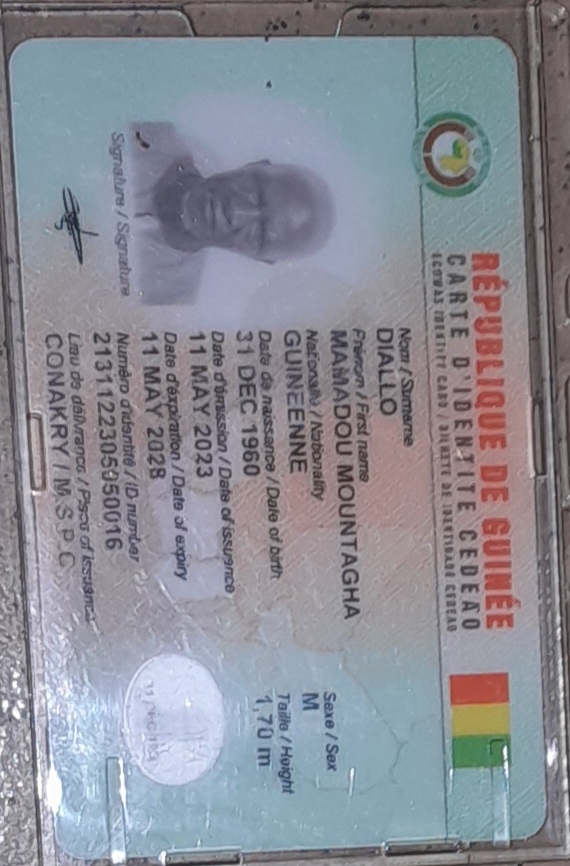 RÉPUBLIQUE DE GUINÉE
CARTE D'IDENTITE CEDEAO
ECOWAS IDENTITY CARD / BILHETE DE IDENTIDADE CEDEAO
Nom / Surname
DIALLO
Prénom / First name
MAMADOU MOUNTAGHA
Nationalité / Nationality
GUINÉENNE
Sexe / Sex
M
Date de naissance / Date of birth
31 DEC 1960
Taille / Height
1,70 m
Date d'émission / Date of issuance
11 MAY 2023
Date d'expiration / Date of expiry
11 MAY 2028
Numéro d'identité / ID number
Lieu de délivrance / Place of issuance
CONAKRY / M S P C
Signature / Signature